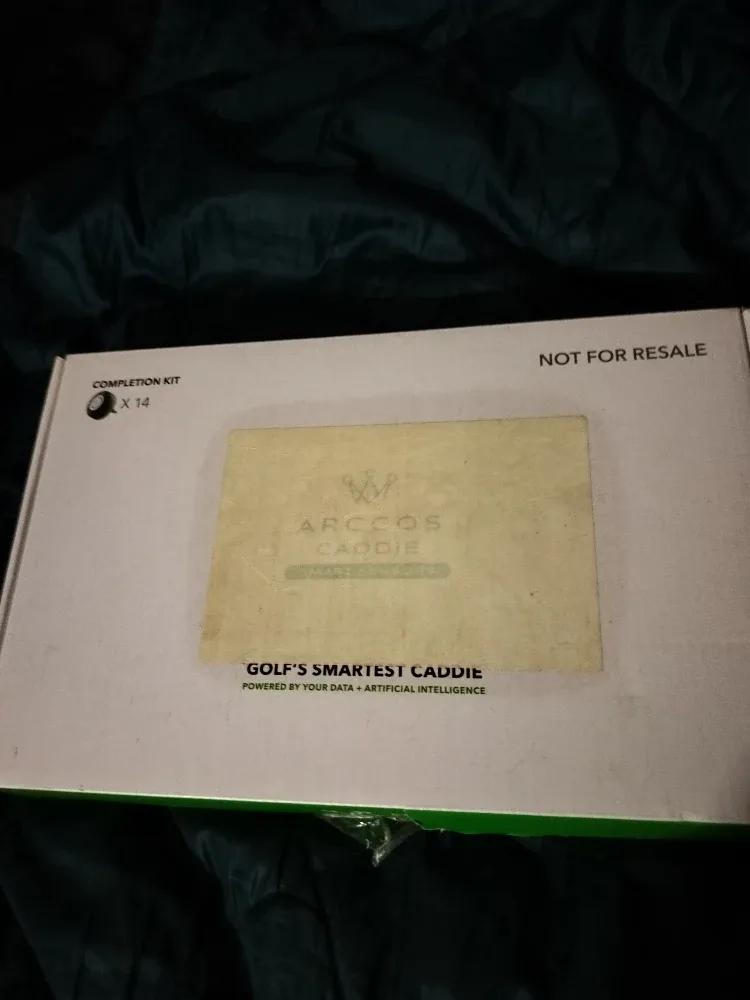 COMPLETION KIT
X 14
NOT FOR RESALE
ARCCOS
CADDIE
GOLF'S SMARTEST CADDIE
POWERED BY YOUR DATA + ARTIFICIAL INTELLIGENCE